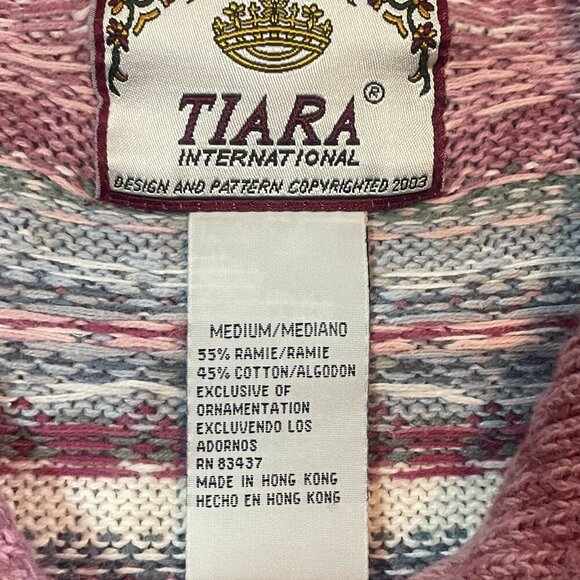 TIARA ®
INTERNATIONAL
DESIGN AND PATTERN COPYRIGHTED 2003
MEDIUM/MEDIANO
55% RAMIE/RAMIE
45% COTTON/ALGODON
EXCLUSIVE OF
ORNAMENTATION
EXCLUVENDO LOS
ADORNOS
RN 83437
MADE IN HONG KONG
HECHO EN HONG KONG